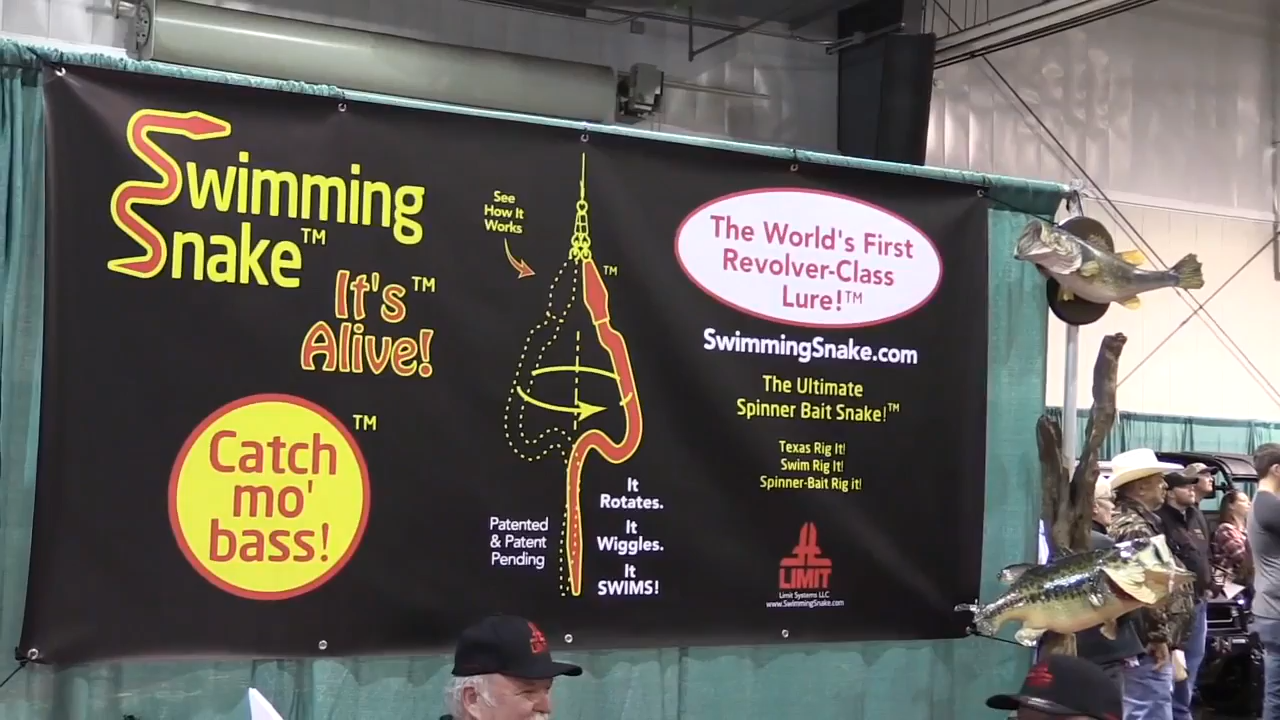 Swimming
Snake™
It's™
Alive!
Catch
mo'
bass!
™
See
How It
Works
™
Patented
& Patent
Pending
It
Rotates.
It
Wiggles.
It
SWIMS!
The World's First
Revolver-Class
Lure!™
SwimmingSnake.com
The Ultimate
Spinner Bait Snake!™
Texas Rig It!
Swim Rig It!
Spinner-Bait Rig it!
LIMIT
Limit Systems LLC
www.SwimmingSnake.com